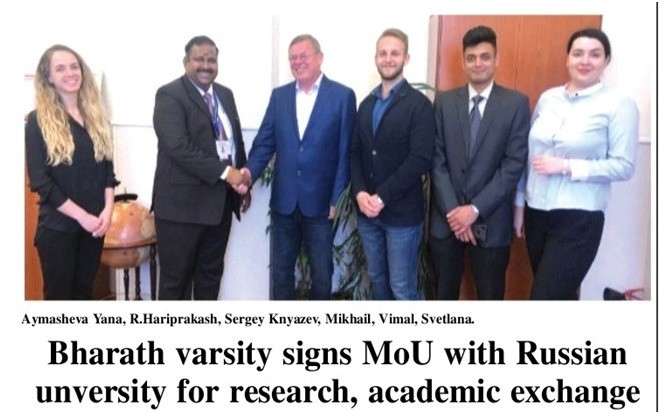 Aymasheva Yana, R.Hariprakash, Sergey Knyazev, Mikhail, Vimal, Svetlana.
Bharath varsity signs MoU with Russian
unversity for research, academic exchange